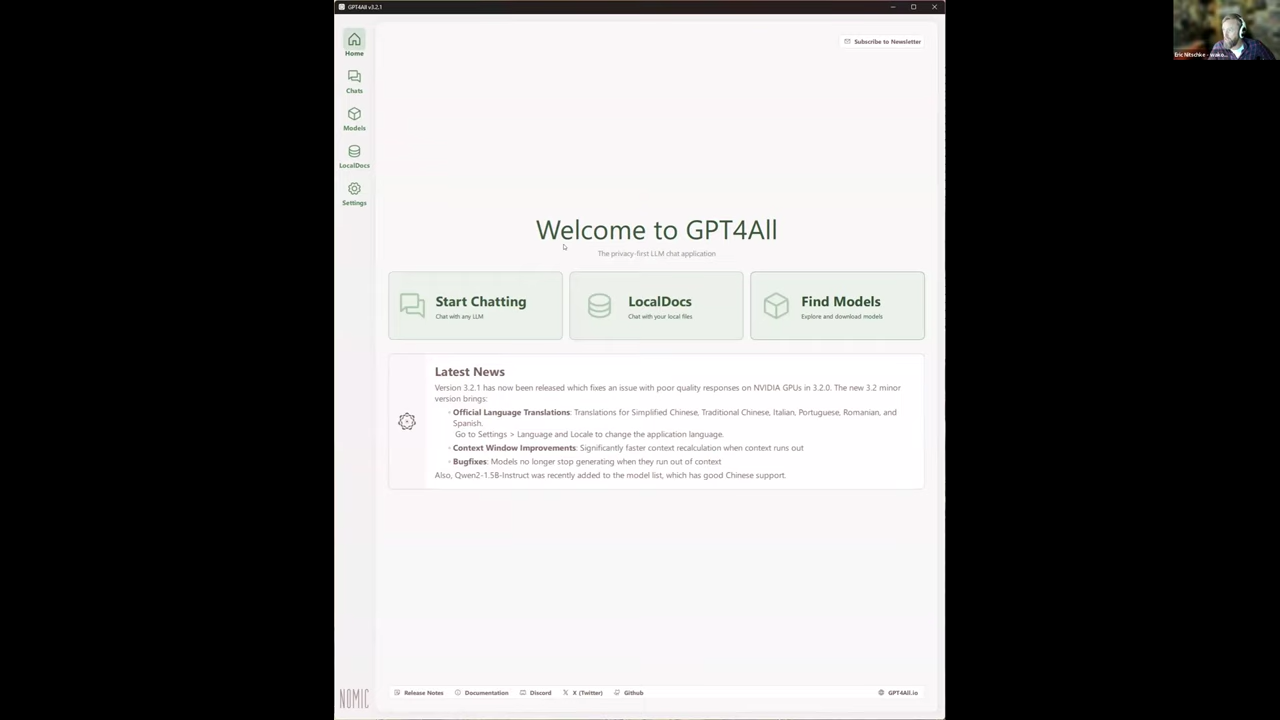 GPT4All v3.2.1
Home
Chats
Models
LocalDocs
Settings
Subscribe to Newsletter
Welcome to GPT4All
The privacy-first LLM chat application
Start Chatting
Chat with any LLM
LocalDocs
Chat with your local files
Find Models
Explore and download models
Latest News
Version 3.2.1 has now been released which fixes an issue with poor quality responses on NVIDIA GPUs in 3.2.0. The new 3.2 minor
version brings:
• Official Language Translations: Translations for Simplified Chinese, Traditional Chinese, Italian, Portuguese, Romanian, and
Spanish.
Go to Settings > Language and Locale to change the application language.
• Context Window Improvements: Significantly faster context recalculation when context runs out
• Bugfixes: Models no longer stop generating when they run out of context
Also, Qwen2-1.5B-Instruct was recently added to the model list, which has good Chinese support.
NOMIC
Release Notes
Documentation
Discord
X (Twitter)
Github
GPT4All.io
Eric Nitschke -